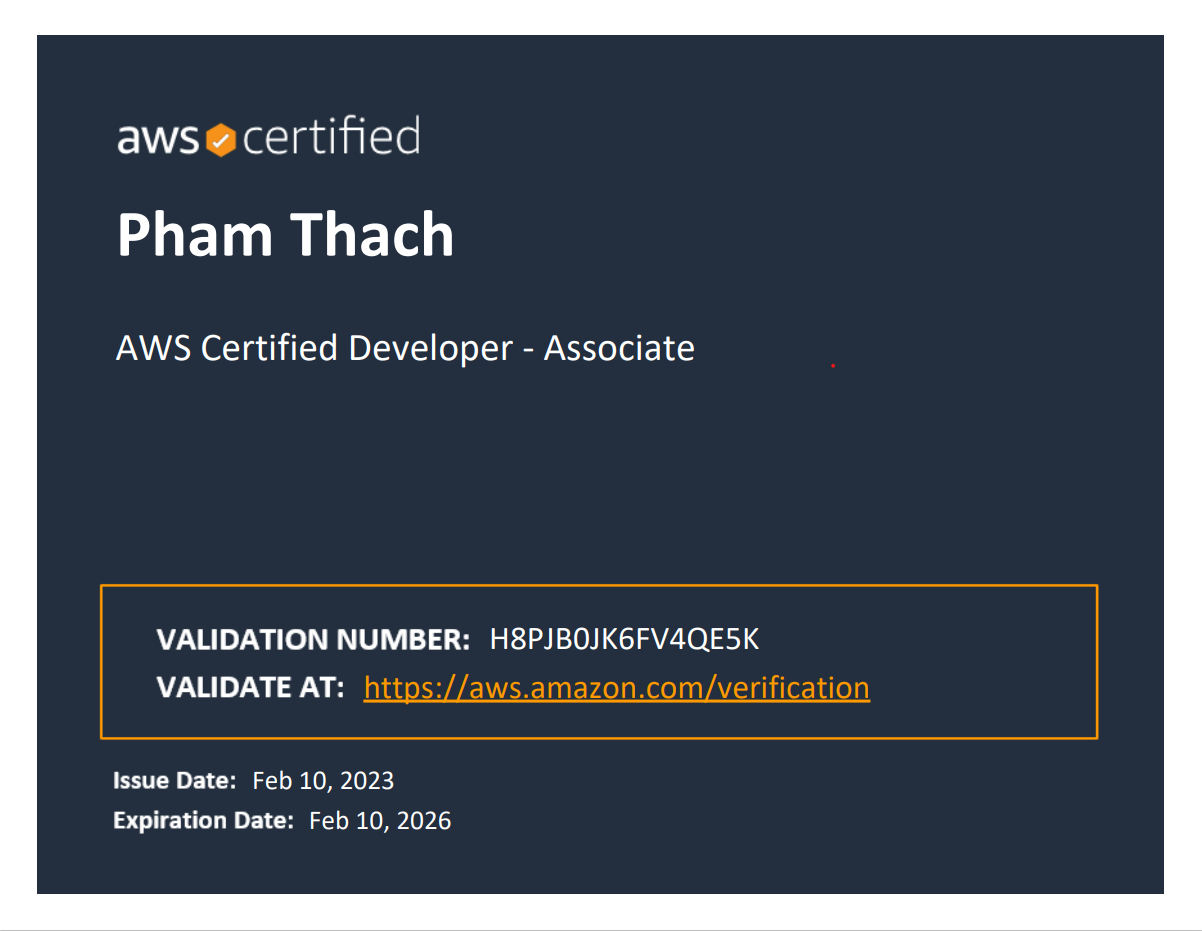 aws certified
Pham Thach
AWS Certified Developer - Associate
VALIDATION NUMBER: H8PJB0JK6FV4QE5K
VALIDATE AT: https://aws.amazon.com/verification
Issue Date: Feb 10, 2023
Expiration Date: Feb 10, 2026